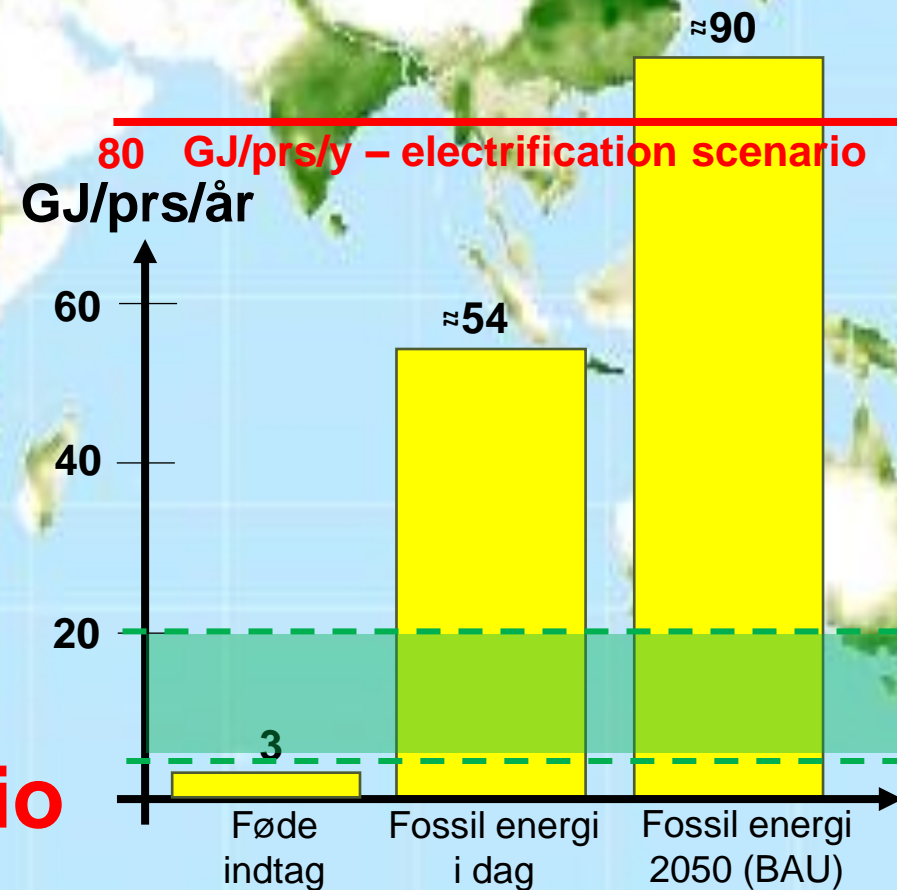 ≈90
80 GJ/prs/y – electrification scenario
GJ/prs/år
60
≈54
40
20
3
io
Føde
indtag
Fossil energi
i dag
Fossil energi
2050 (BAU)